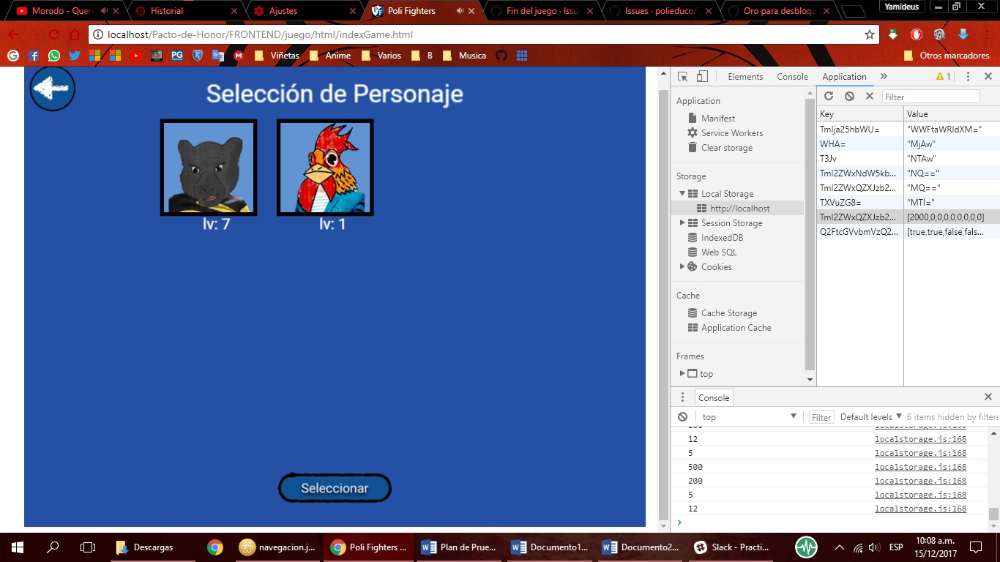 Morodo - Quer
Historial
Ajustes
Poli Fighters
Fin del juego · Issu
Issues · polieduco/
Oro para desbloqu
Yamideus
localhost/Pacto-de-Honor/FRONTEND/juego/html/indexGame.html
Viñetas
Anime
Varios
B
Musica
Otros marcadores
Selección de Personaje
lv: 7
lv: 1
Seleccionar
Elements
Console
Application
1
Application
Manifest
Service Workers
Clear storage
Storage
Local Storage
http://localhost
Session Storage
IndexedDB
Web SQL
Cookies
Cache
Cache Storage
Application Cache
Frames
top
Filter
Key Value
Tmlja25hbWU= "WWFtaWRldXM="
WHA= "MjAw"
T3Jv "NTAw"
Tml2ZWxNdW5kb... "NQ=="
Tml2ZWxQZXJzb2... "MQ=="
TXVuZG8= "MTI="
Tml2ZWxQZXJzb2... [2000,0,0,0,0,0,0,0,0]
Q2FtcGVvbmVzQ2... [true,true,false,fals...
Console
top
Filter
Default levels
6 items hidden by filters
200 localstorage.js:168
12 localstorage.js:168
5 localstorage.js:168
500 localstorage.js:168
200 localstorage.js:168
5 localstorage.js:168
12 localstorage.js:168
Descargas
navegacion.j...
Poli Fighters ...
Plan de Prue...
Documento1...
Documento2...
Slack - Practi...
ESP
10:08 a.m.
15/12/2017